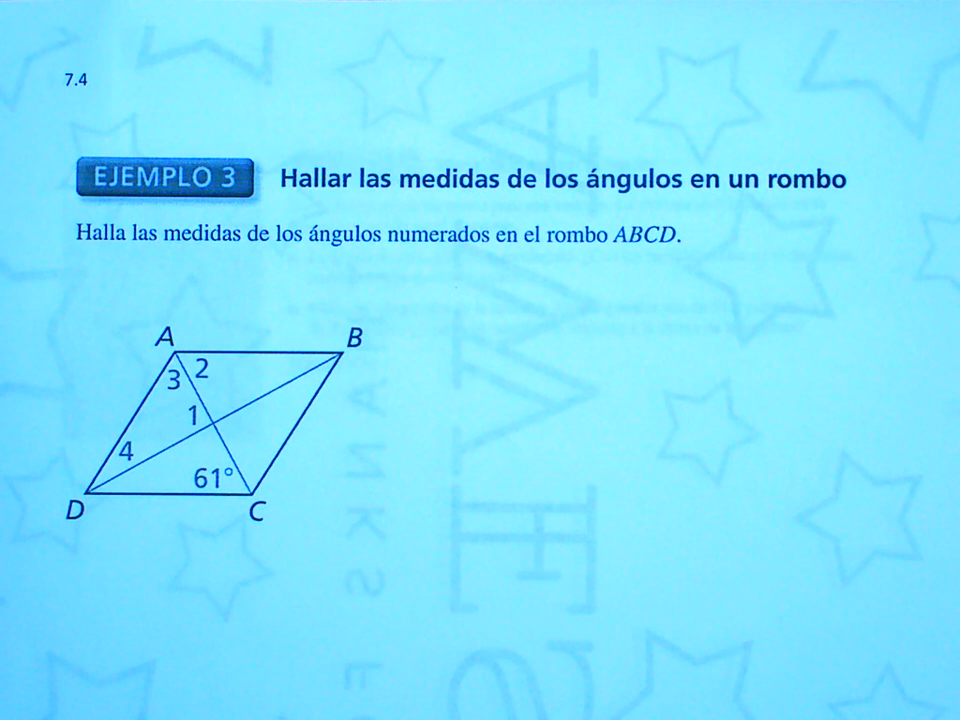 7.4
EJEMPLO 3 Hallar las medidas de los ángulos en un rombo
Halla las medidas de los ángulos numerados en el rombo ABCD.
A B
3 2
1
4
61°
D C